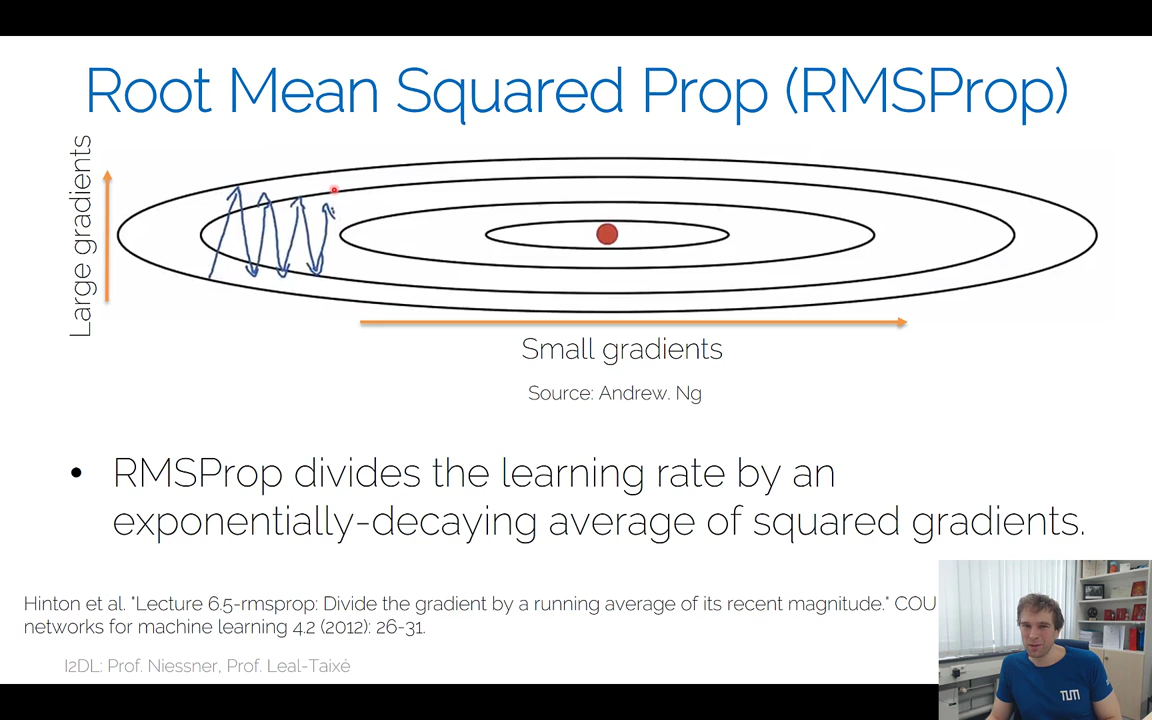 Root Mean Squared Prop (RMSProp)
Large gradients
Small gradients
Source: Andrew. Ng
• RMSProp divides the learning rate by an
exponentially-decaying average of squared gradients.
Hinton et al. "Lecture 6.5-rmsprop: Divide the gradient by a running average of its recent magnitude." COU
networks for machine learning 4.2 (2012): 26-31.
I2DL: Prof. Niessner, Prof. Leal-Taixé
TUM